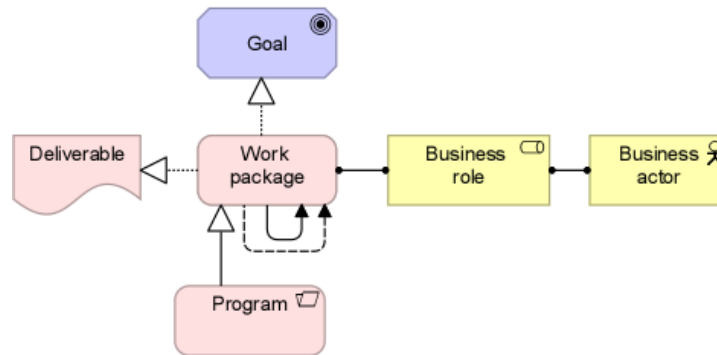 Goal
Deliverable
Work
package
Business
role
Business
actor
Program